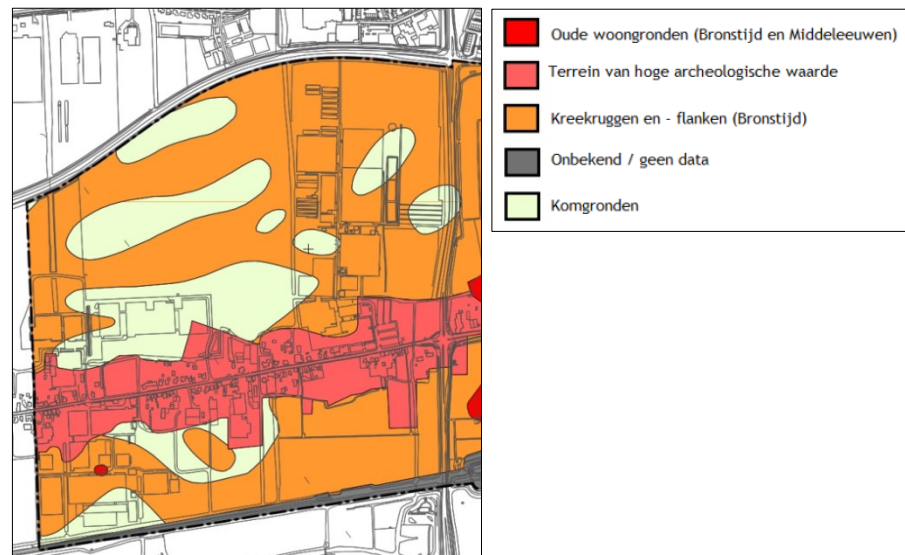 Oude woongronden (Bronstijd en Middeleeuwen)
Terrein van hoge archeologische waarde
Kreekruggen en - flanken (Bronstijd)
Onbekend / geen data
Komgronden